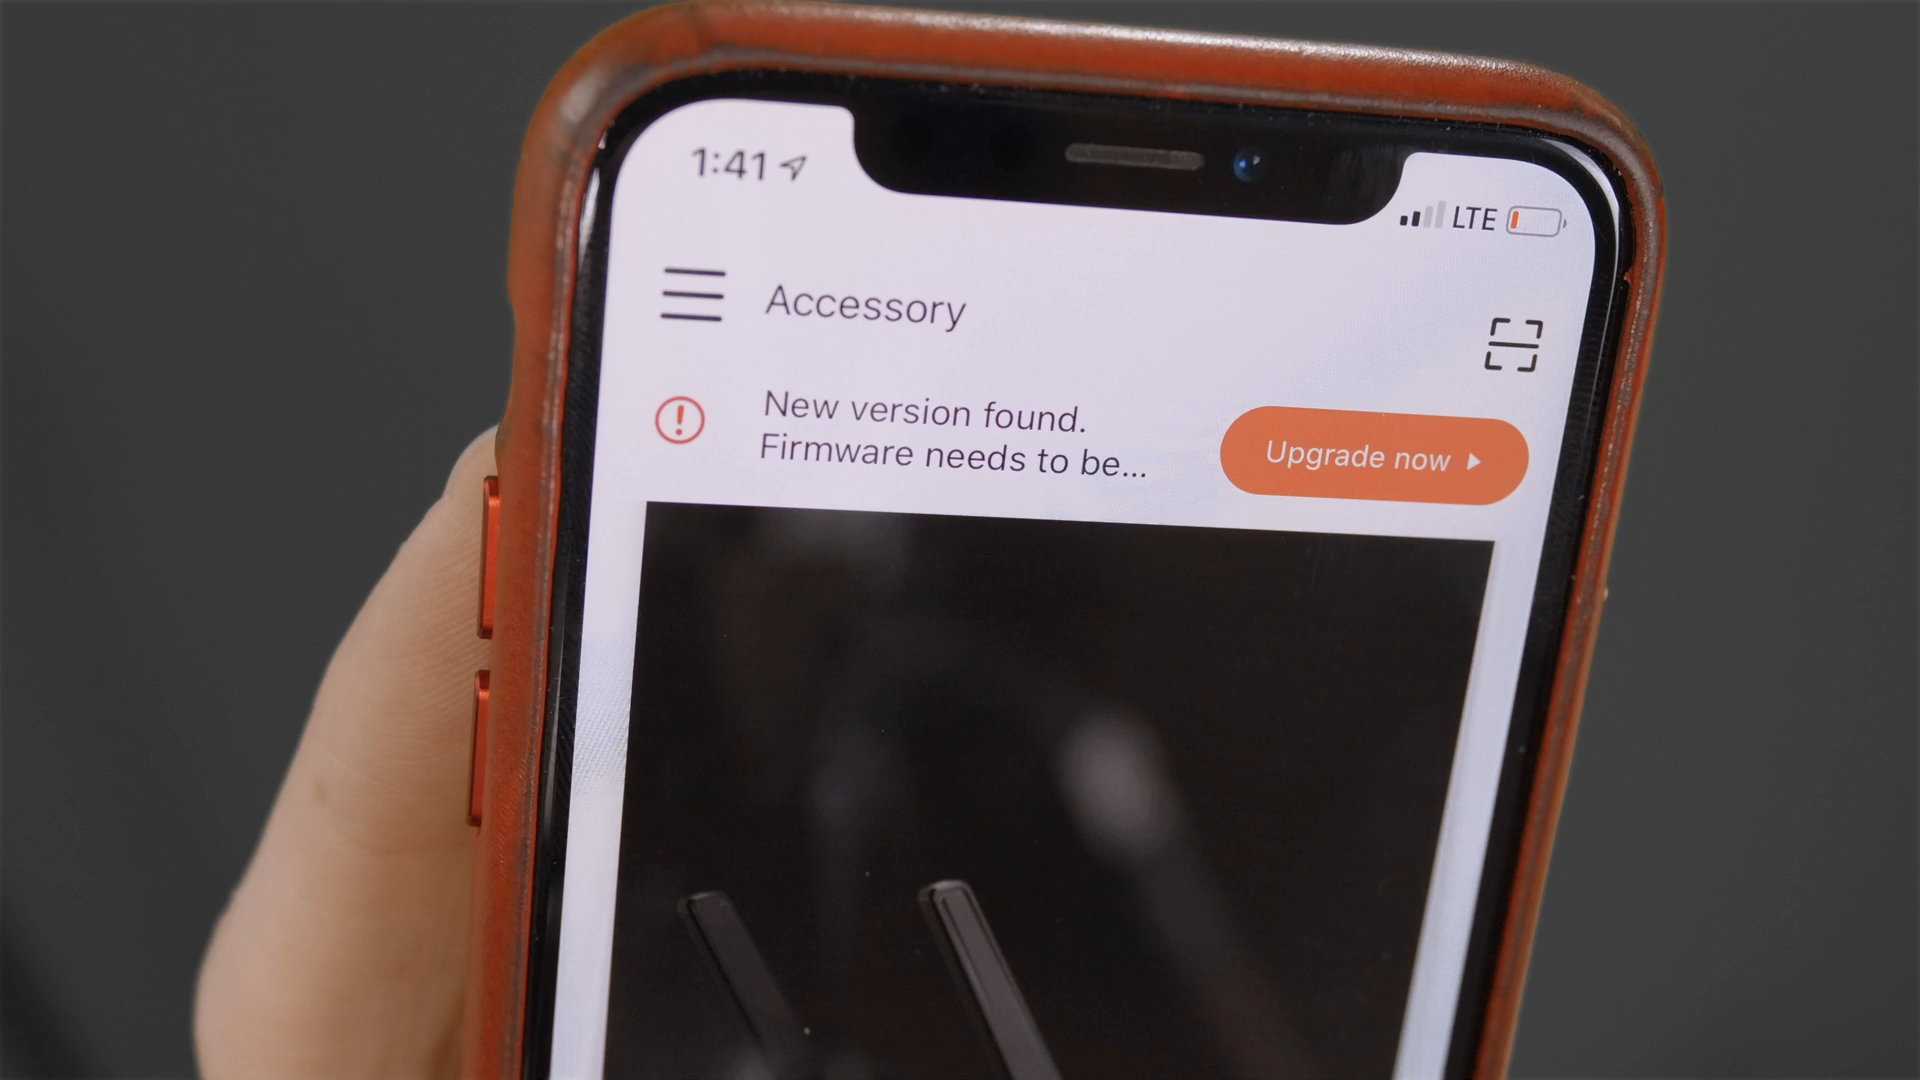 1:41
LTE
Accessory
New version found.
Firmware needs to be...
Upgrade now